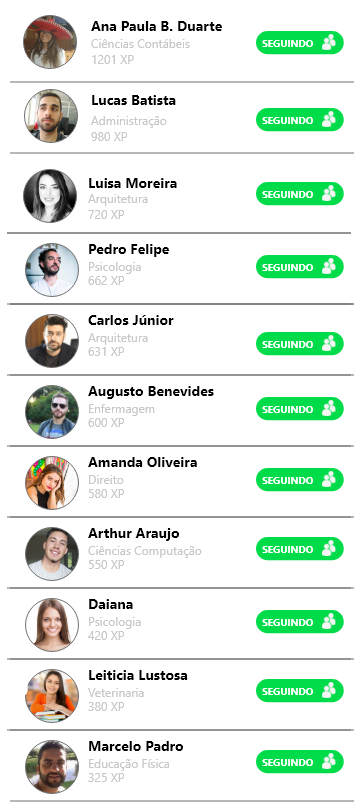 Ana Paula B. Duarte
Ciências Contábeis
1201 XP
SEGUINDO
Lucas Batista
Administração
980 XP
SEGUINDO
Luisa Moreira
Arquitetura
720 XP
SEGUINDO
Pedro Felipe
Psicologia
662 XP
SEGUINDO
Carlos Júnior
Arquitetura
631 XP
SEGUINDO
Augusto Benevides
Enfermagem
600 XP
SEGUINDO
Amanda Oliveira
Direito
580 XP
SEGUINDO
Arthur Araujo
Ciências Computação
550 XP
SEGUINDO
Daiana
Psicologia
420 XP
SEGUINDO
Leiticia Lustosa
Veterinaria
380 XP
SEGUINDO
Marcelo Padro
Educação Física
325 XP
SEGUINDO